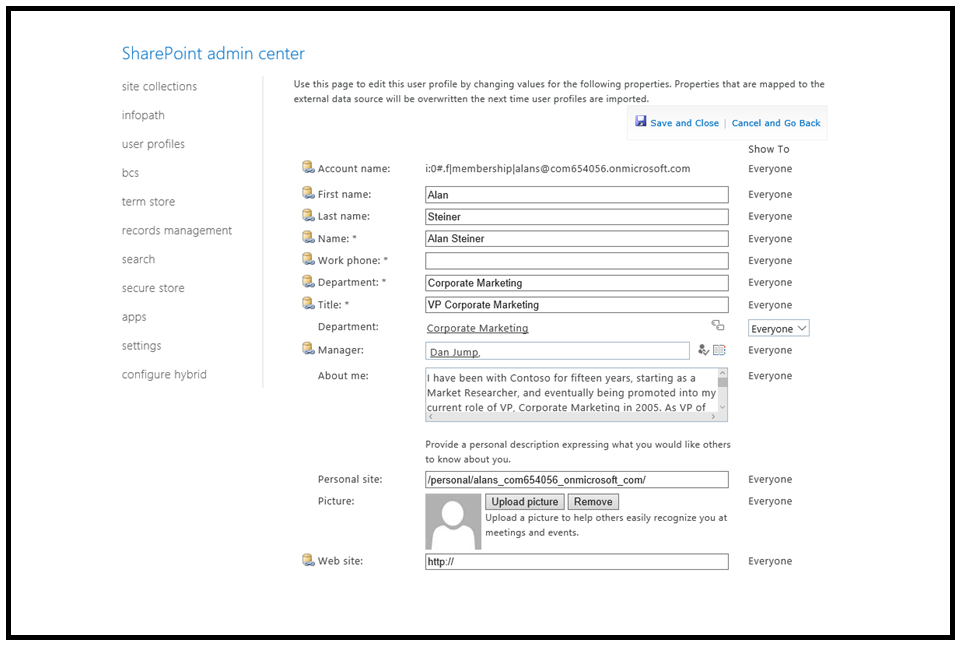 SharePoint admin center
site collections
infopath
user profiles
bcs
term store
records management
search
secure store
apps
settings
configure hybrid
Use this page to edit this user profile by changing values for the following properties. Properties that are mapped to the
external data source will be overwritten the next time user profiles are imported.
Save and Close | Cancel and Go Back
Show To
Account name: i:0#.f|membership|alans@com654056.onmicrosoft.com Everyone
First name: Alan Everyone
Last name: Steiner Everyone
Name: * Alan Steiner Everyone
Work phone: * Everyone
Department: * Corporate Marketing Everyone
Title: * VP Corporate Marketing Everyone
Department: Corporate Marketing Everyone
Manager: Dan Jump, Everyone
About me: I have been with Contoso for fifteen years, starting as a Everyone
Market Researcher, and eventually being promoted into my
current role of VP, Corporate Marketing in 2005. As VP of
Provide a personal description expressing what you would like others
to know about you.
Personal site: /personal/alans_com654056_onmicrosoft_com/ Everyone
Picture: Upload picture Remove Everyone
Upload a picture to help others easily recognize you at
meetings and events.
Web site: http:// Everyone